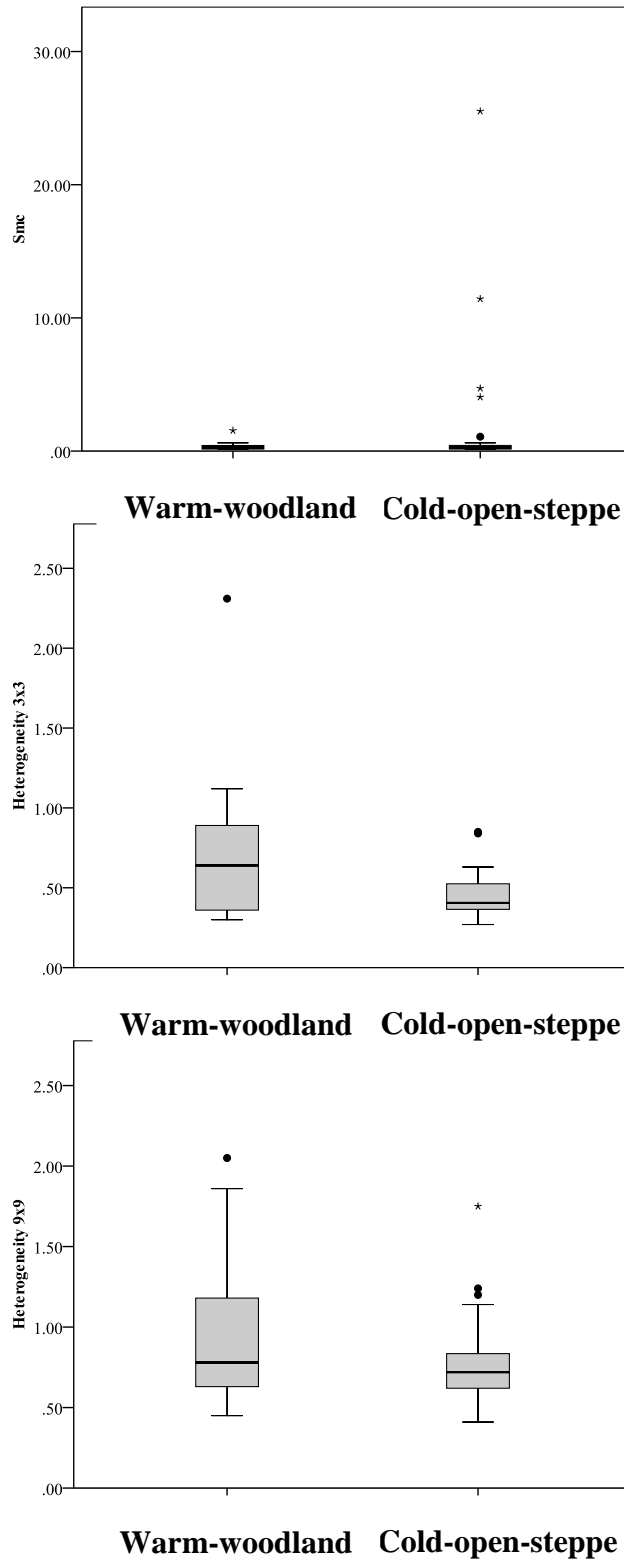 30.00
20.00
Smc
10.00
.00
Warm-woodland Cold-open-steppe
2.50
2.00
Heterogeneity 3x3
1.50
1.00
.50
.00
Warm-woodland Cold-open-steppe
2.50
2.00
Heterogeneity 9x9
1.50
1.00
.50
.00
Warm-woodland Cold-open-steppe